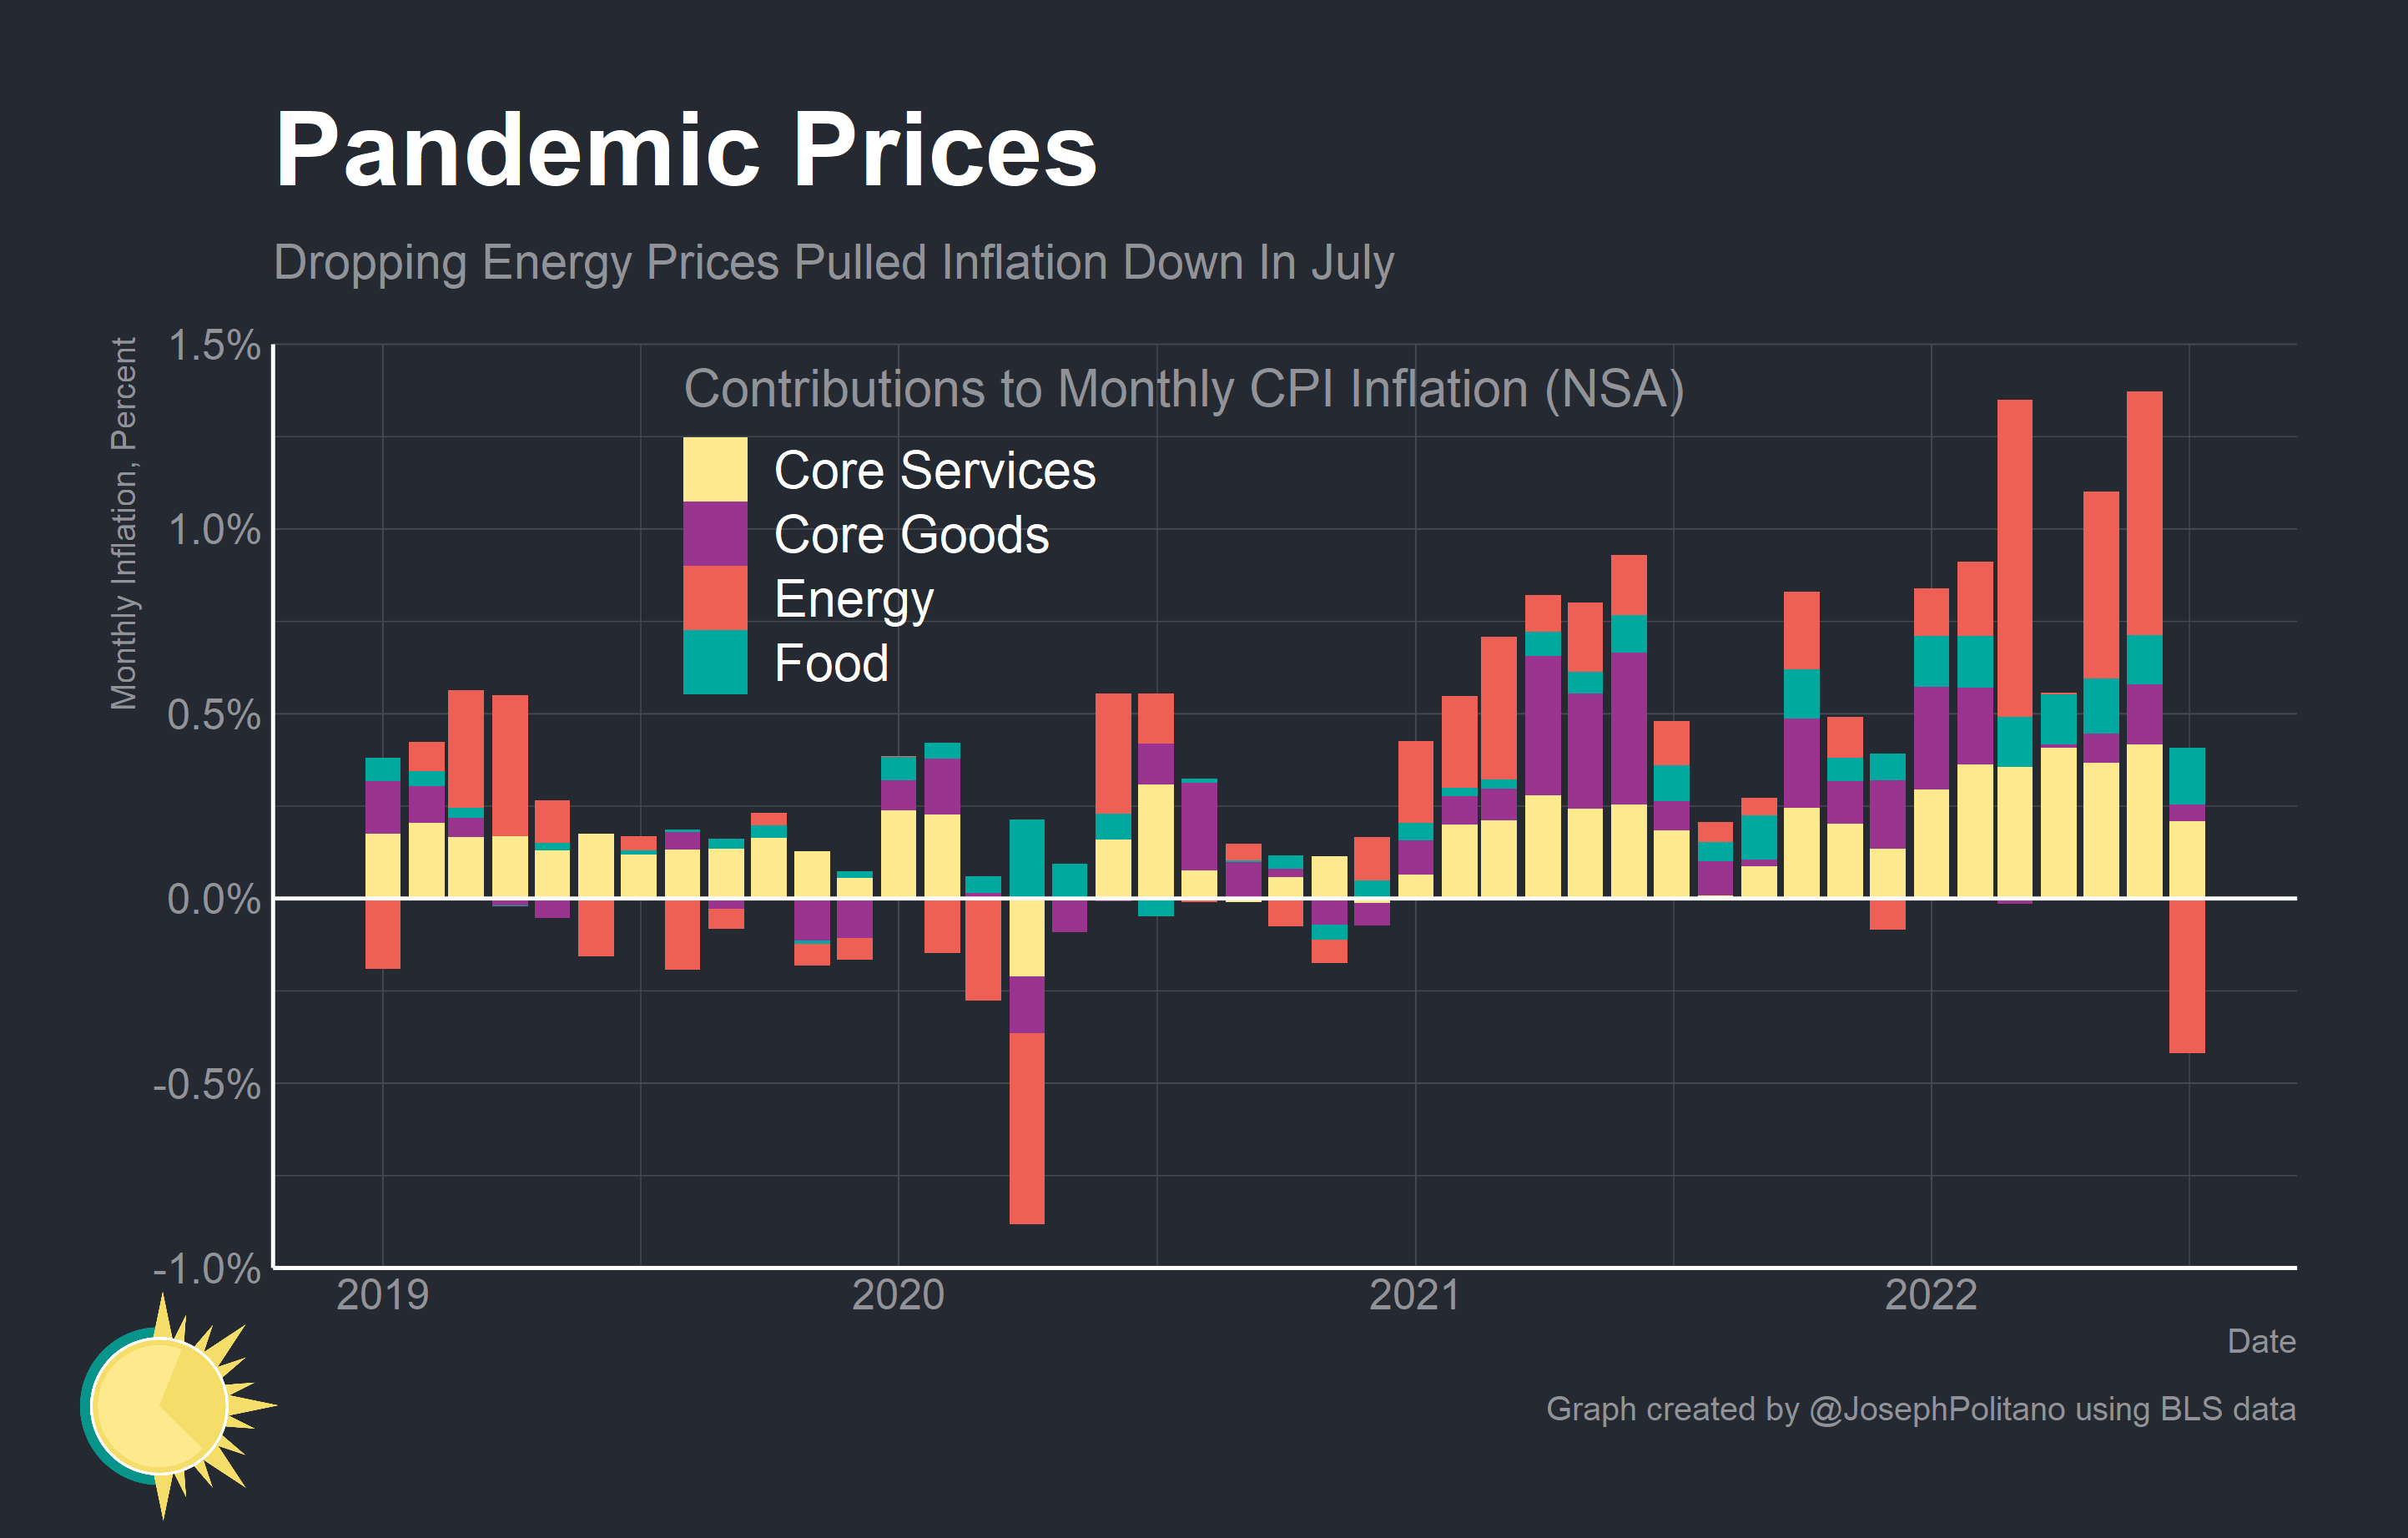 Pandemic Prices
Dropping Energy Prices Pulled Inflation Down In July
Monthly Inflation, Percent
1.5%
1.0%
0.5%
0.0%
-0.5%
-1.0%
Contributions to Monthly CPI Inflation (NSA)
Core Services
Core Goods
Energy
Food
2019
2020
2021
2022
Date
Graph created by @JosephPolitano using BLS data